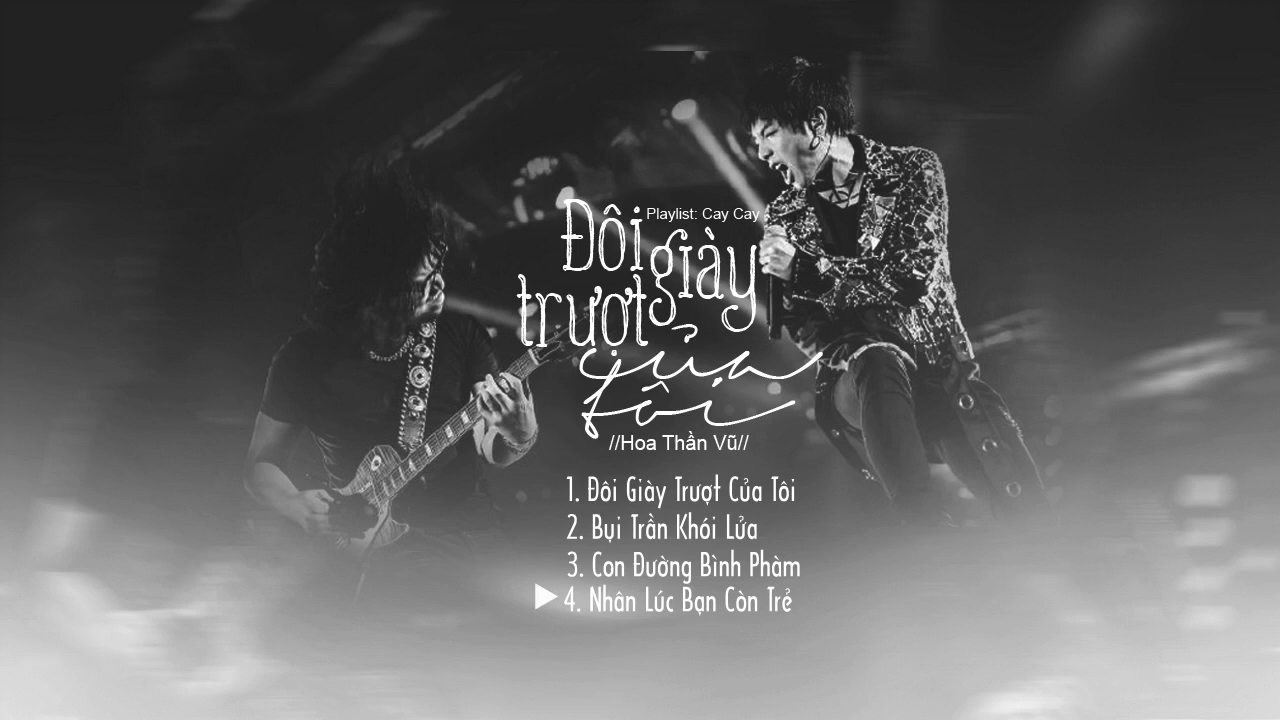 Playlist: Cay Cay
Đôi
giày
trượt
của
tôi
//Hoa Thần Vũ//
1. Đôi Giày Trượt Của Tôi
2. Bụi Trần Khói Lửa
3. Con Đường Bình Phàm
4. Nhân Lúc Bạn Còn Trẻ